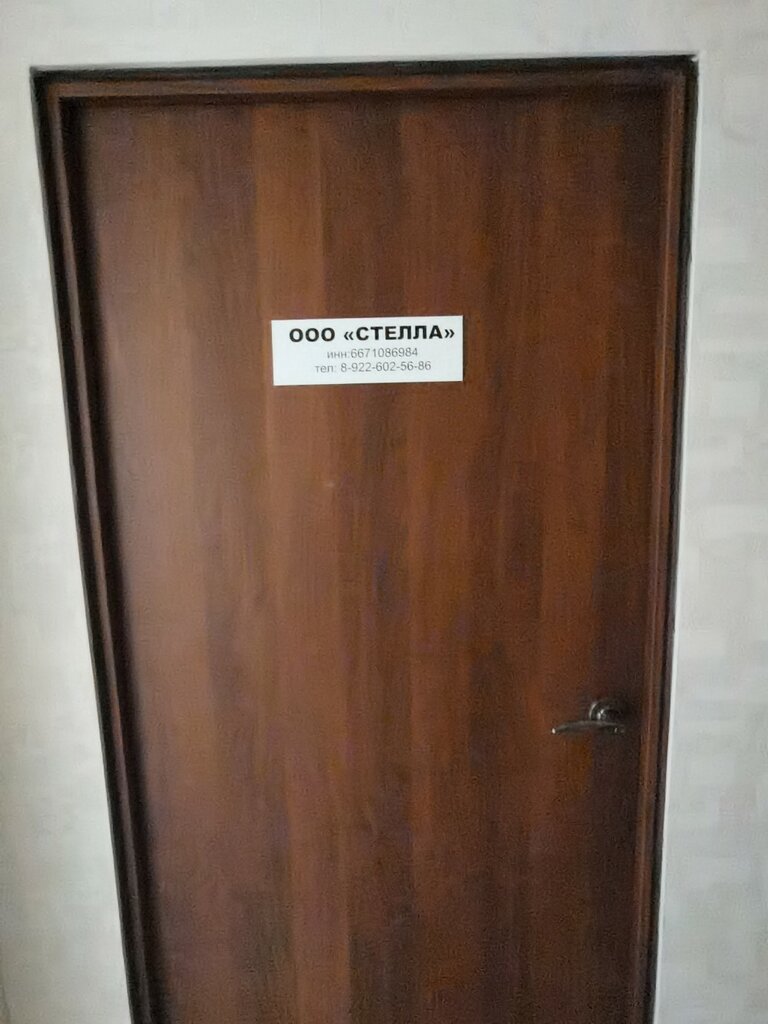 ООО «СТЕЛЛА»
инн:6671086984
тел: 8-922-602-56-86